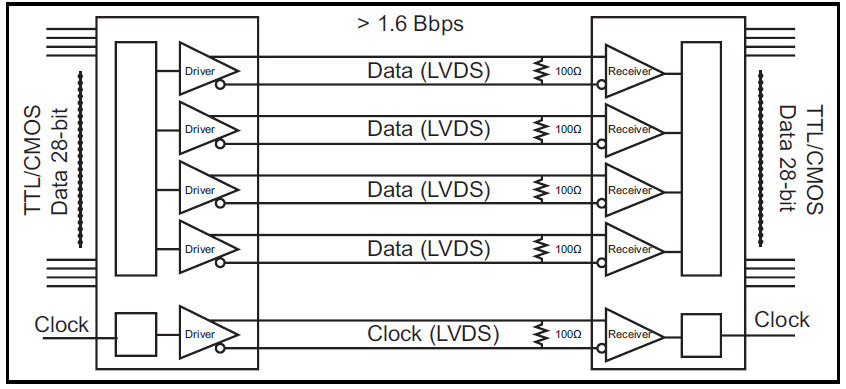 > 1.6 Bbps
Driver
Data (LVDS)
100Ω
Receiver
Driver
Data (LVDS)
100Ω
Receiver
TTL/CMOS
Data 28-bit
TTL/CMOS
Data 28-bit
Driver
Data (LVDS)
100Ω
Receiver
Driver
Data (LVDS)
100Ω
Receiver
Clock
Driver
Clock (LVDS)
100Ω
Receiver
Clock